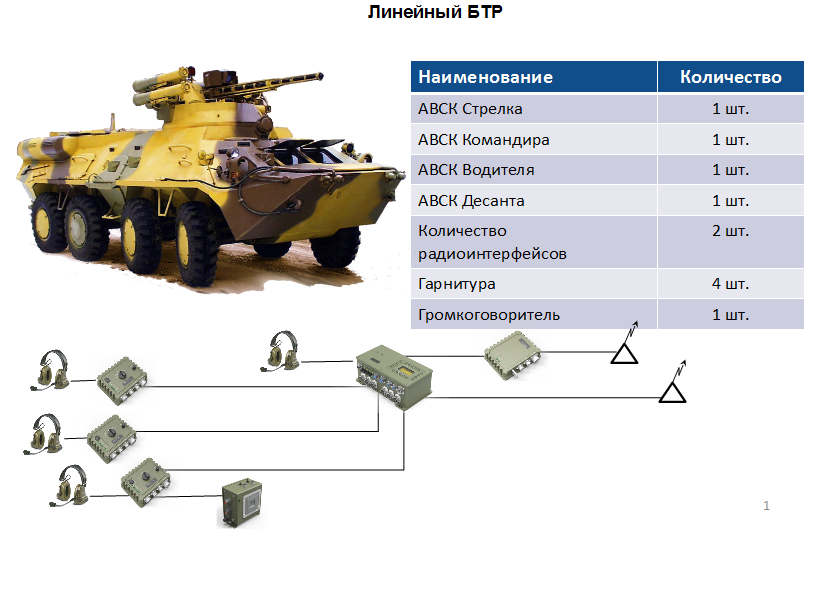 Линейный БТР
Наименование Количество
АВСК Стрелка 1 шт.
АВСК Командира 1 шт.
АВСК Водителя 1 шт.
АВСК Десанта 1 шт.
Количество 2 шт.
радиоинтерфейсов
Гарнитура 4 шт.
Громкоговоритель 1 шт.
1